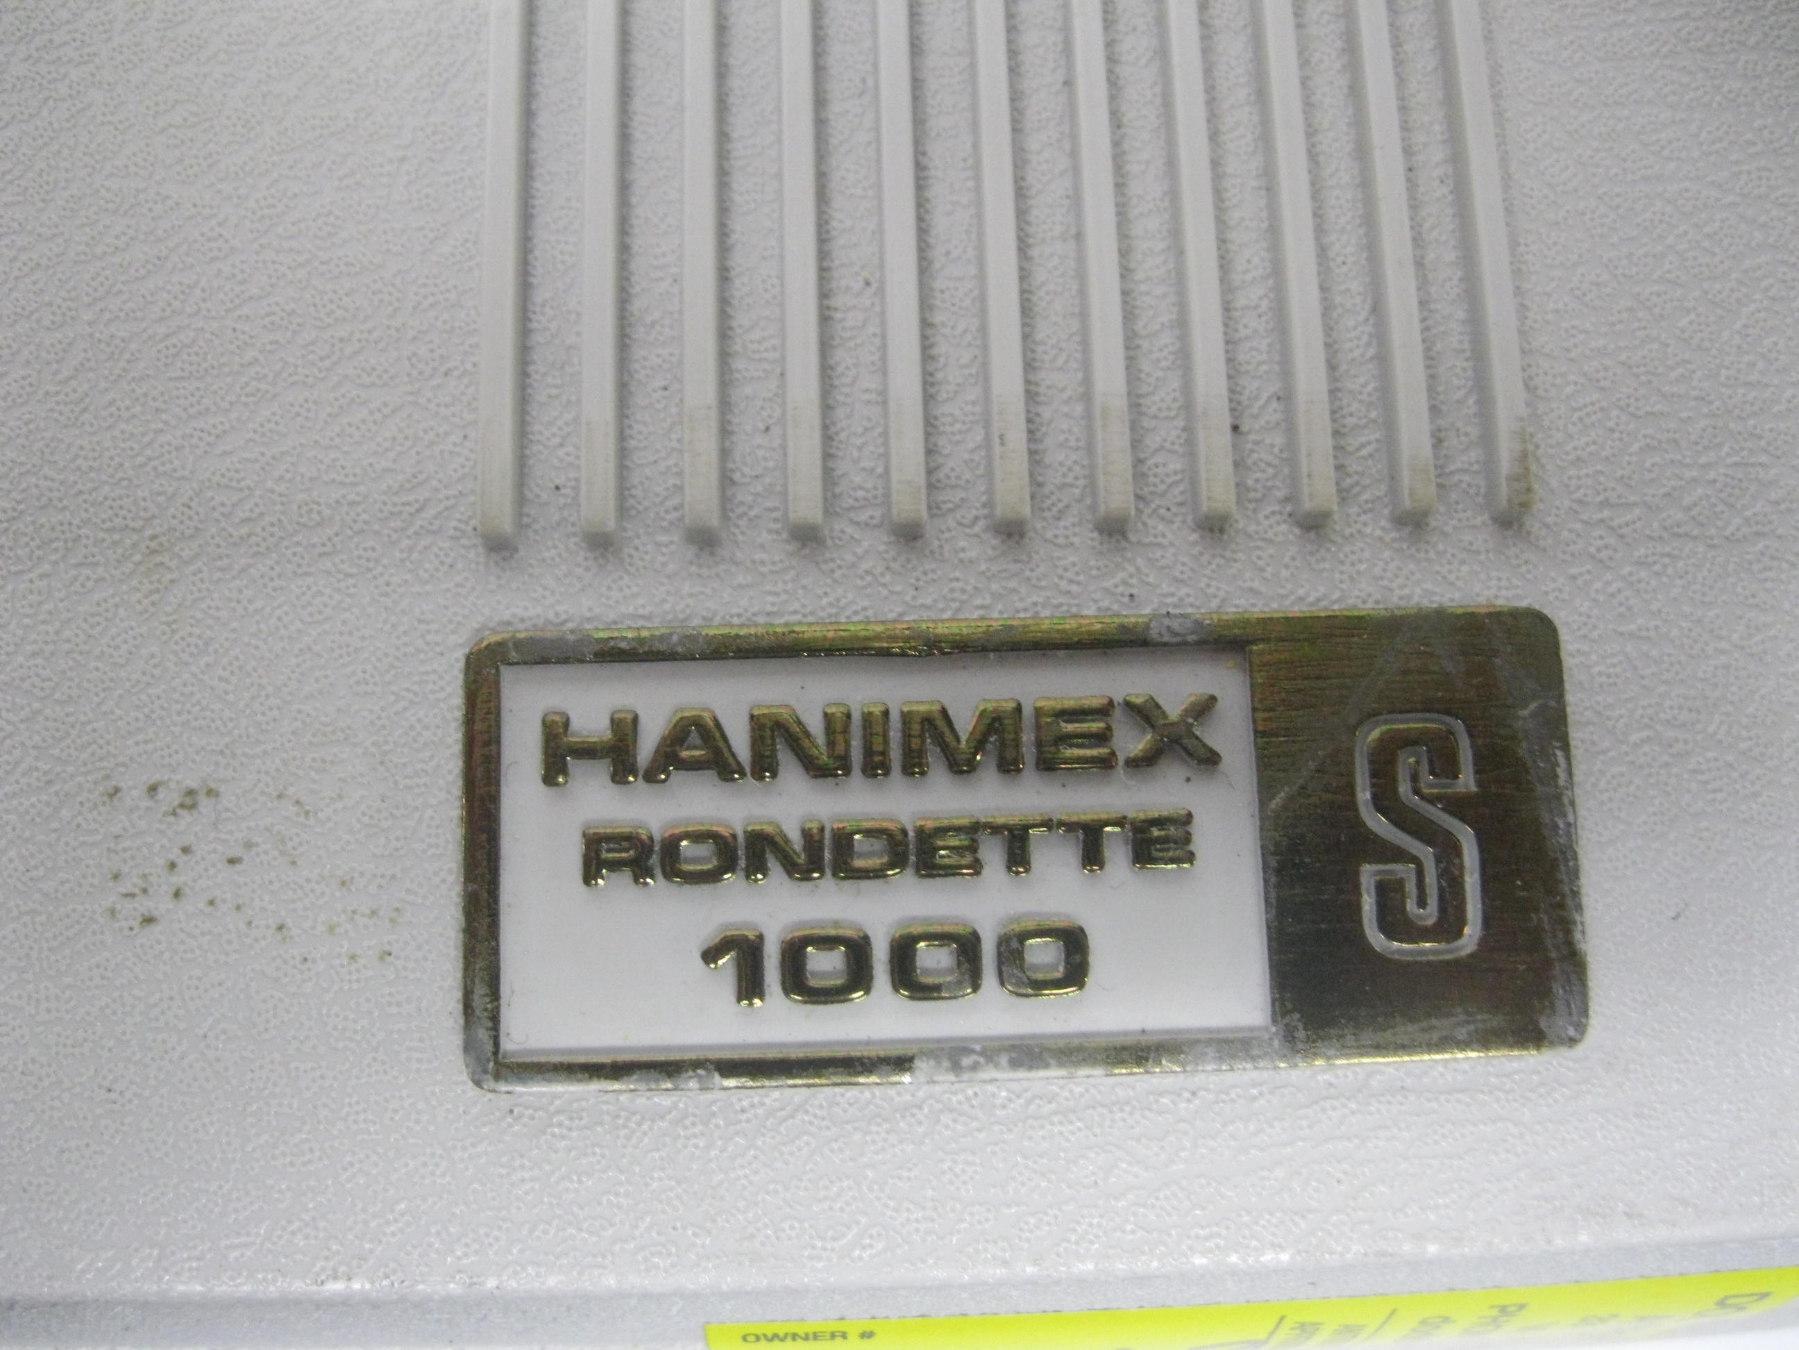 HANIMEX
RONDETTE
1000
S
OWNER #